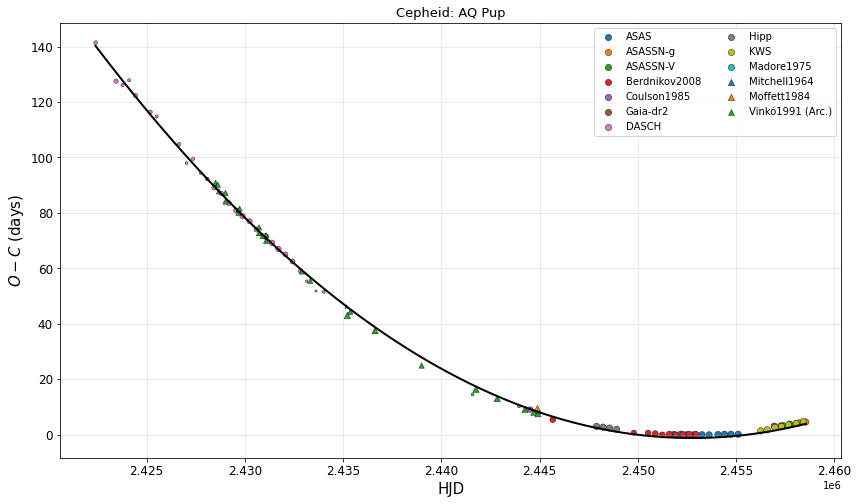 Cepheid: AQ Pup
ASAS
ASASSN-g
ASASSN-V
Berdnikov2008
Coulson1985
Gaia-dr2
DASCH
Hipp
KWS
Madore1975
Mitchell1964
Moffett1984
Vinkó1991 (Arc.)
O − C (days)
140
120
100
80
60
40
20
0
2.425 2.430 2.435 2.440 2.445 2.450 2.455 2.460
1e6
HJD